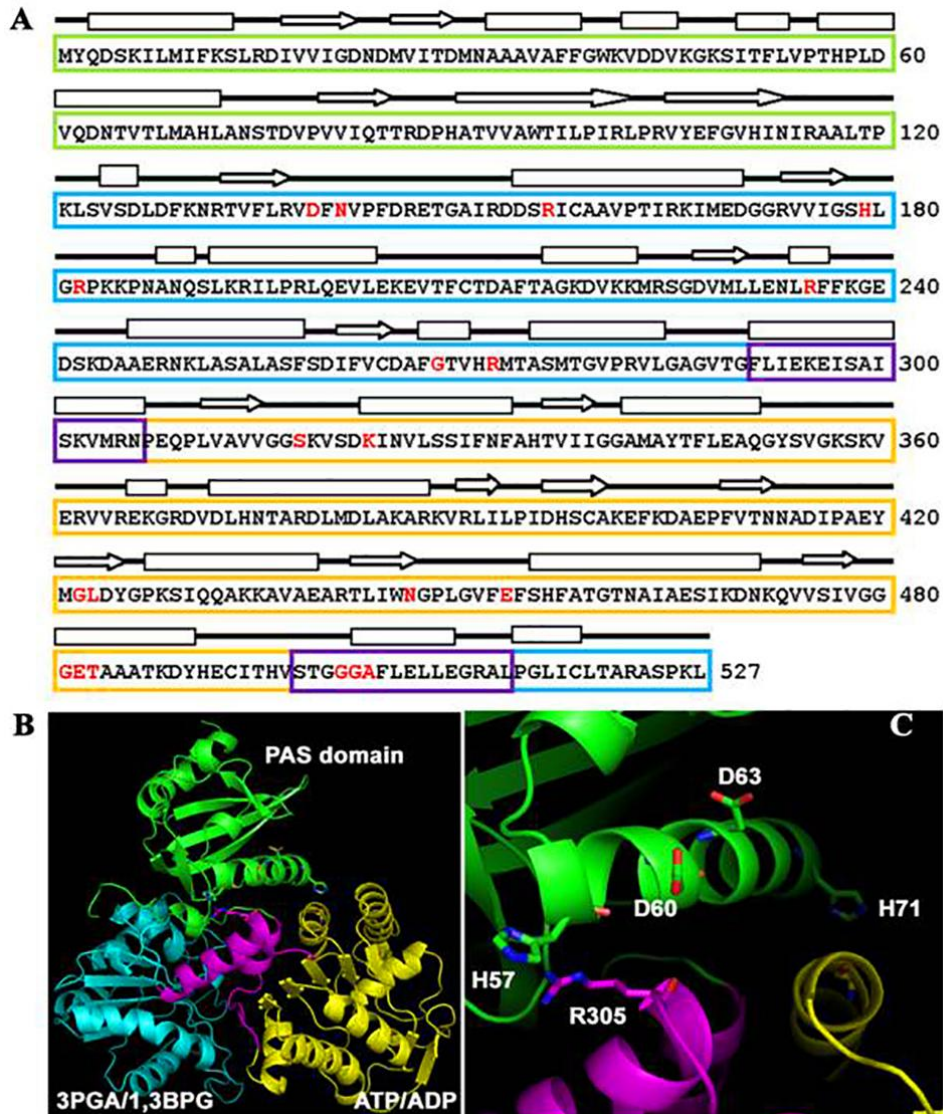 A
MYQDSKILMIFKSLRDIVVIGDNDMVITDMNAAAVAFFGWKVDDVKGKSITFLVPTHPLD 60
VQDNTVTLMAHLANSTDVPVVIQTTRDPHATVVAWTILPIRLPRVYEFGVHINIRAALTP 120
KLSVSDLDFKNRTVFLRVDFNVPFDRETGAIRDDSRICAAVPTIRKIMEDGGRVVIGSHL 180
GRPKKPNANQSLKRILPRLQEVLEKEVTFCTDAFTAGKDVKKMRSGDVMLLENLRFFKGE 240
DSKDAAERNKLASALASFSDIFVCDAFGTVHRMTASMTGVPRVLGAGVTGFLIEKEISAI 300
SKVMRNPEQPLVAVVGGSKVSDKINVLSSIFNFAHTVIIGGAMAYTFLEAQGYSVGKSKV 360
ERVVREKGRDVDLHNTARDLMDLAKARKVRLILPIDHSCAKEFKDAEPFVTNNADIPAEY 420
MGLDYGPKSIQQAKKAVAEARTLIWNGPLGVFEFSHFATGTNAIAESIKDNKQVVSIVGG 480
GETAAATKDYHECITHVSTGGGAFLELLEGRALPGLICLTARASPKL 527
B
PAS domain
3PGA/1,3BPG
ATP/ADP
C
D63
D60
H71
H57
R305